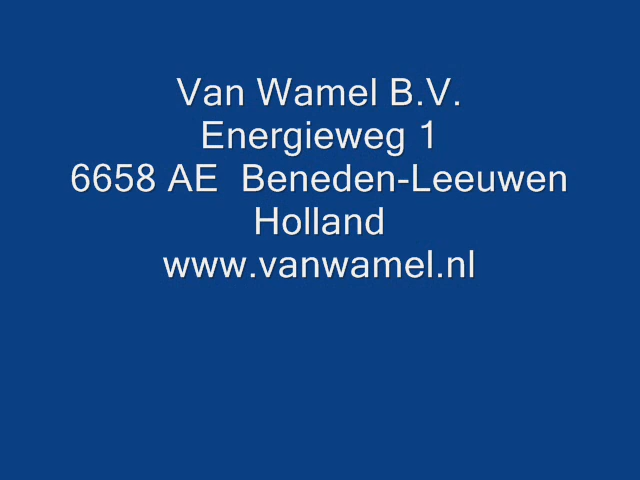 Van Wamel B.V.
Energieweg 1
6658 AE  Beneden-Leeuwen
Holland
www.vanwamel.nl